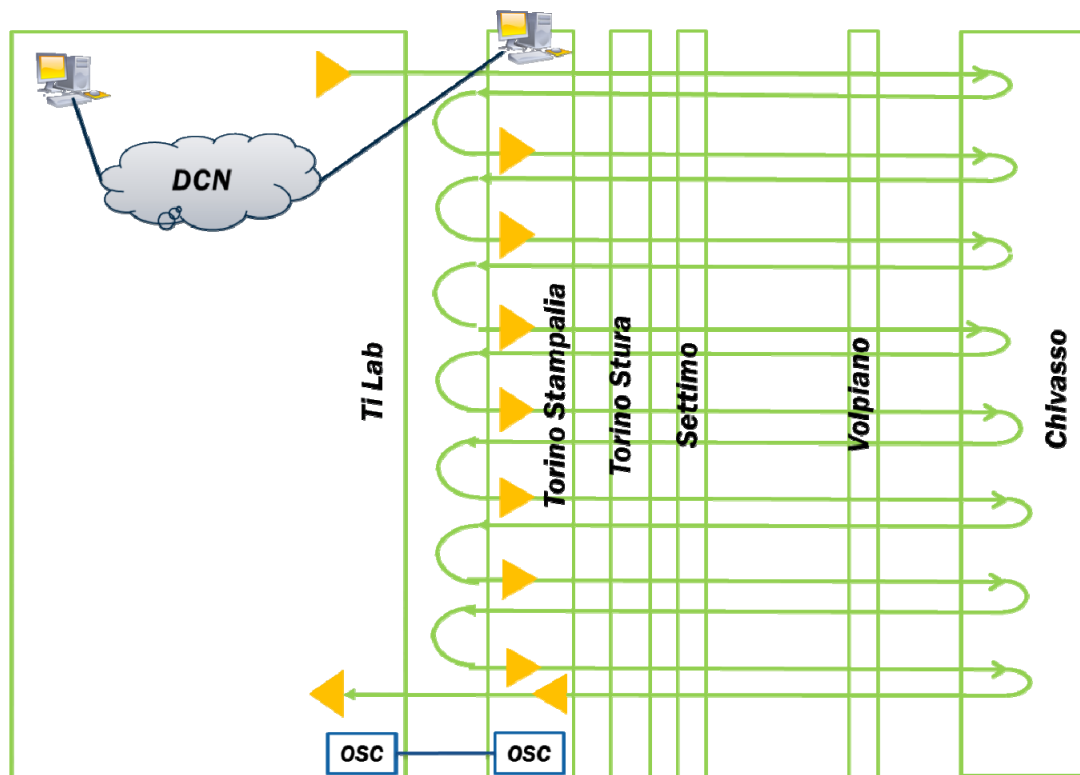 DCN
Ti Lab
Torino Stampalia
Torino Stura
Settimo
Volpiano
Chivasso
OSC
OSC